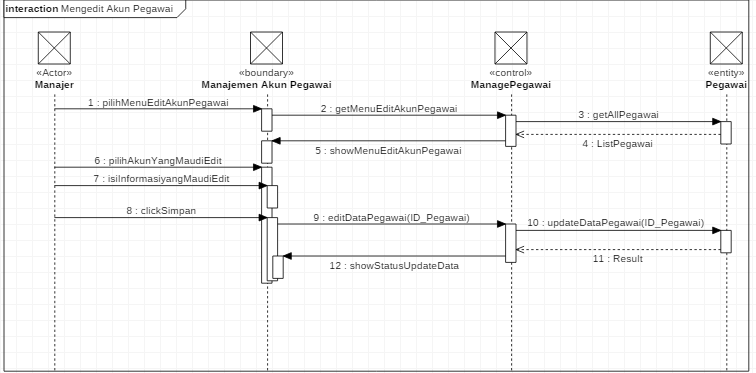 interaction Mengedit Akun Pegawai
«Actor»
Manajer
«boundary»
Manajemen Akun Pegawai
«control»
ManagePegawai
«entity»
Pegawai
1 : pilihMenuEditAkunPegawai
2 : getMenuEditAkunPegawai
3 : getAllPegawai
4 : ListPegawai
5 : showMenuEditAkunPegawai
6 : pilihAkunYangMaudiEdit
7 : isiInformasiyangMaudiEdit
8 : clickSimpan
9 : editDataPegawai(ID_Pegawai)
10 : updateDataPegawai(ID_Pegawai)
11 : Result
12 : showStatusUpdateData